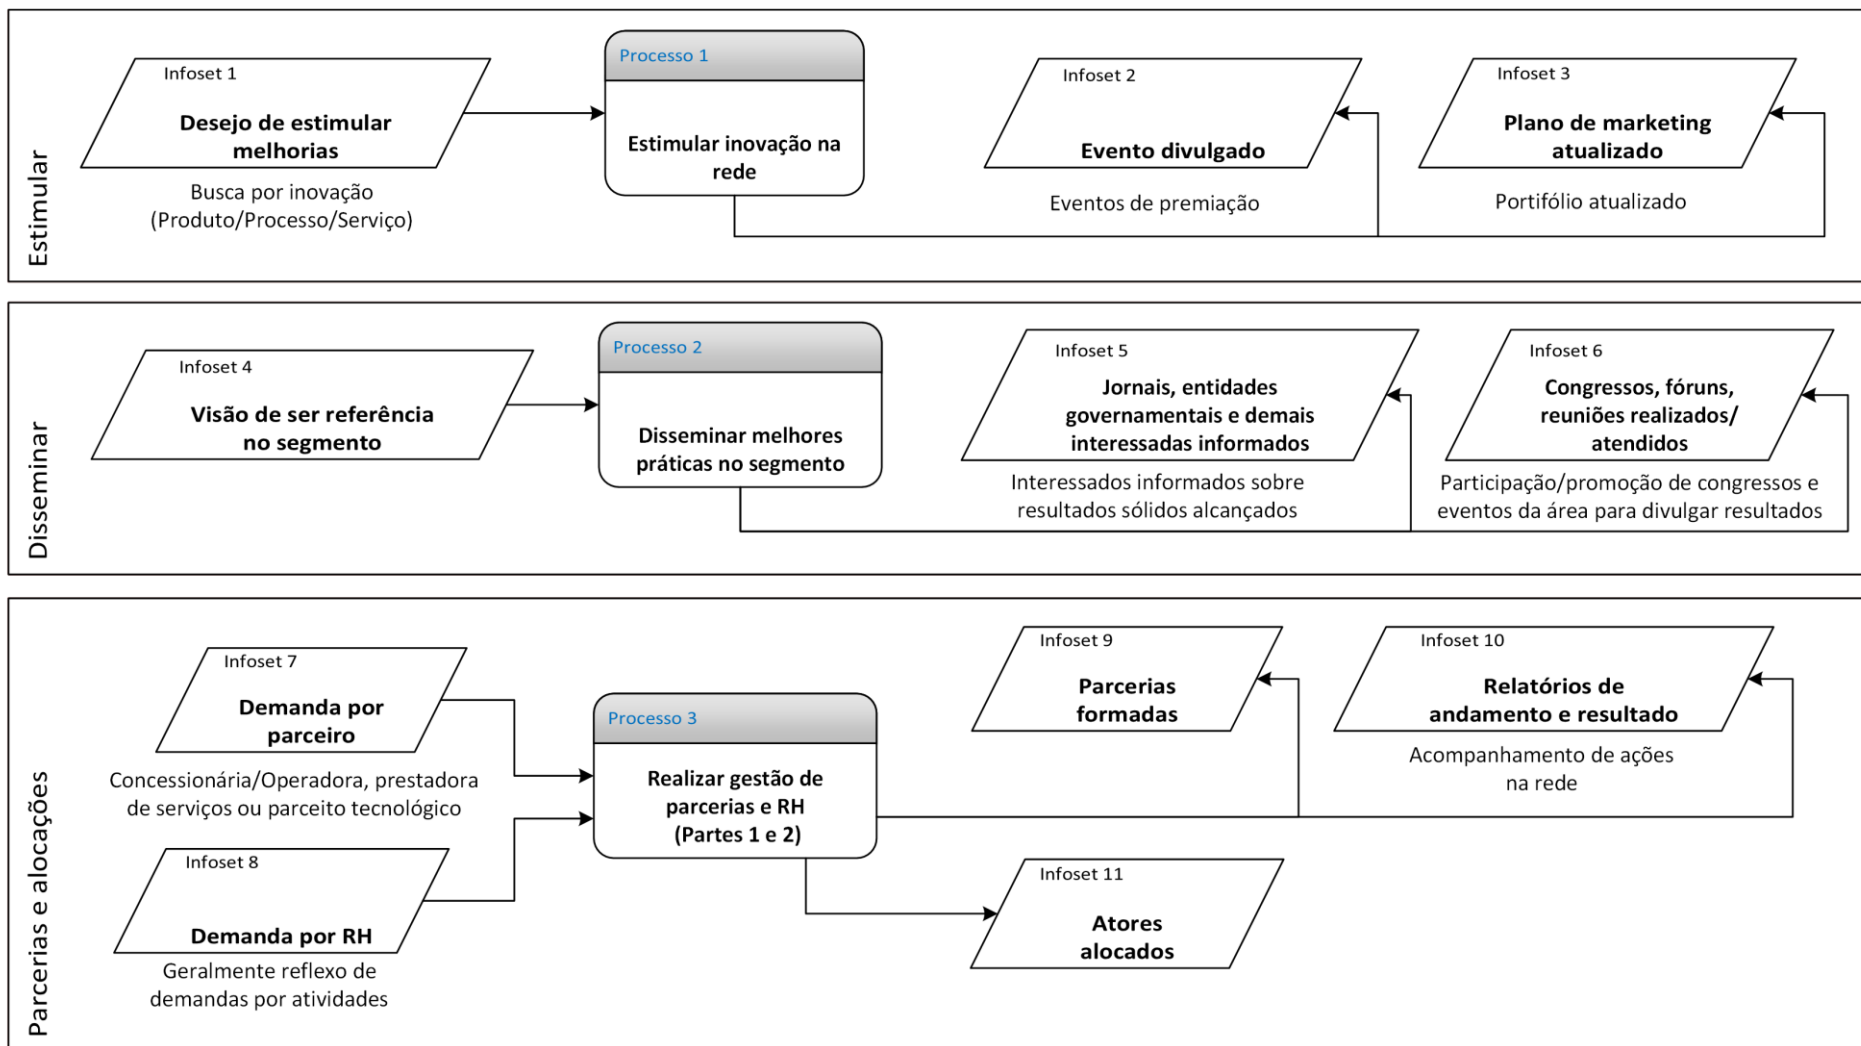 Estimular
Infoset 1
Desejo de estimular
melhorias
Busca por inovação
(Produto/Processo/Serviço)
Processo 1
Estimular inovação na
rede
Infoset 2
Evento divulgado
Eventos de premiação
Infoset 3
Plano de marketing
atualizado
Portifólio atualizado
Disseminar
Infoset 4
Visão de ser referência
no segmento
Processo 2
Disseminar melhores
práticas no segmento
Infoset 5
Jornais, entidades
governamentais e demais
interessadas informados
Interessados informados sobre
resultados sólidos alcançados
Infoset 6
Congressos, fóruns,
reuniões realizados/
atendidos
Participação/promoção de congressos e
eventos da área para divulgar resultados
Parcerias e alocações
Infoset 7
Demanda por
parceiro
Concessionária/Operadora, prestadora
de serviços ou parceito tecnológico
Infoset 8
Demanda por RH
Geralmente reflexo de
demandas por atividades
Processo 3
Realizar gestão de
parcerias e RH
(Partes 1 e 2)
Infoset 9
Parcerias
formadas
Infoset 10
Relatórios de
andamento e resultado
Acompanhamento de ações
na rede
Infoset 11
Atores
alocados